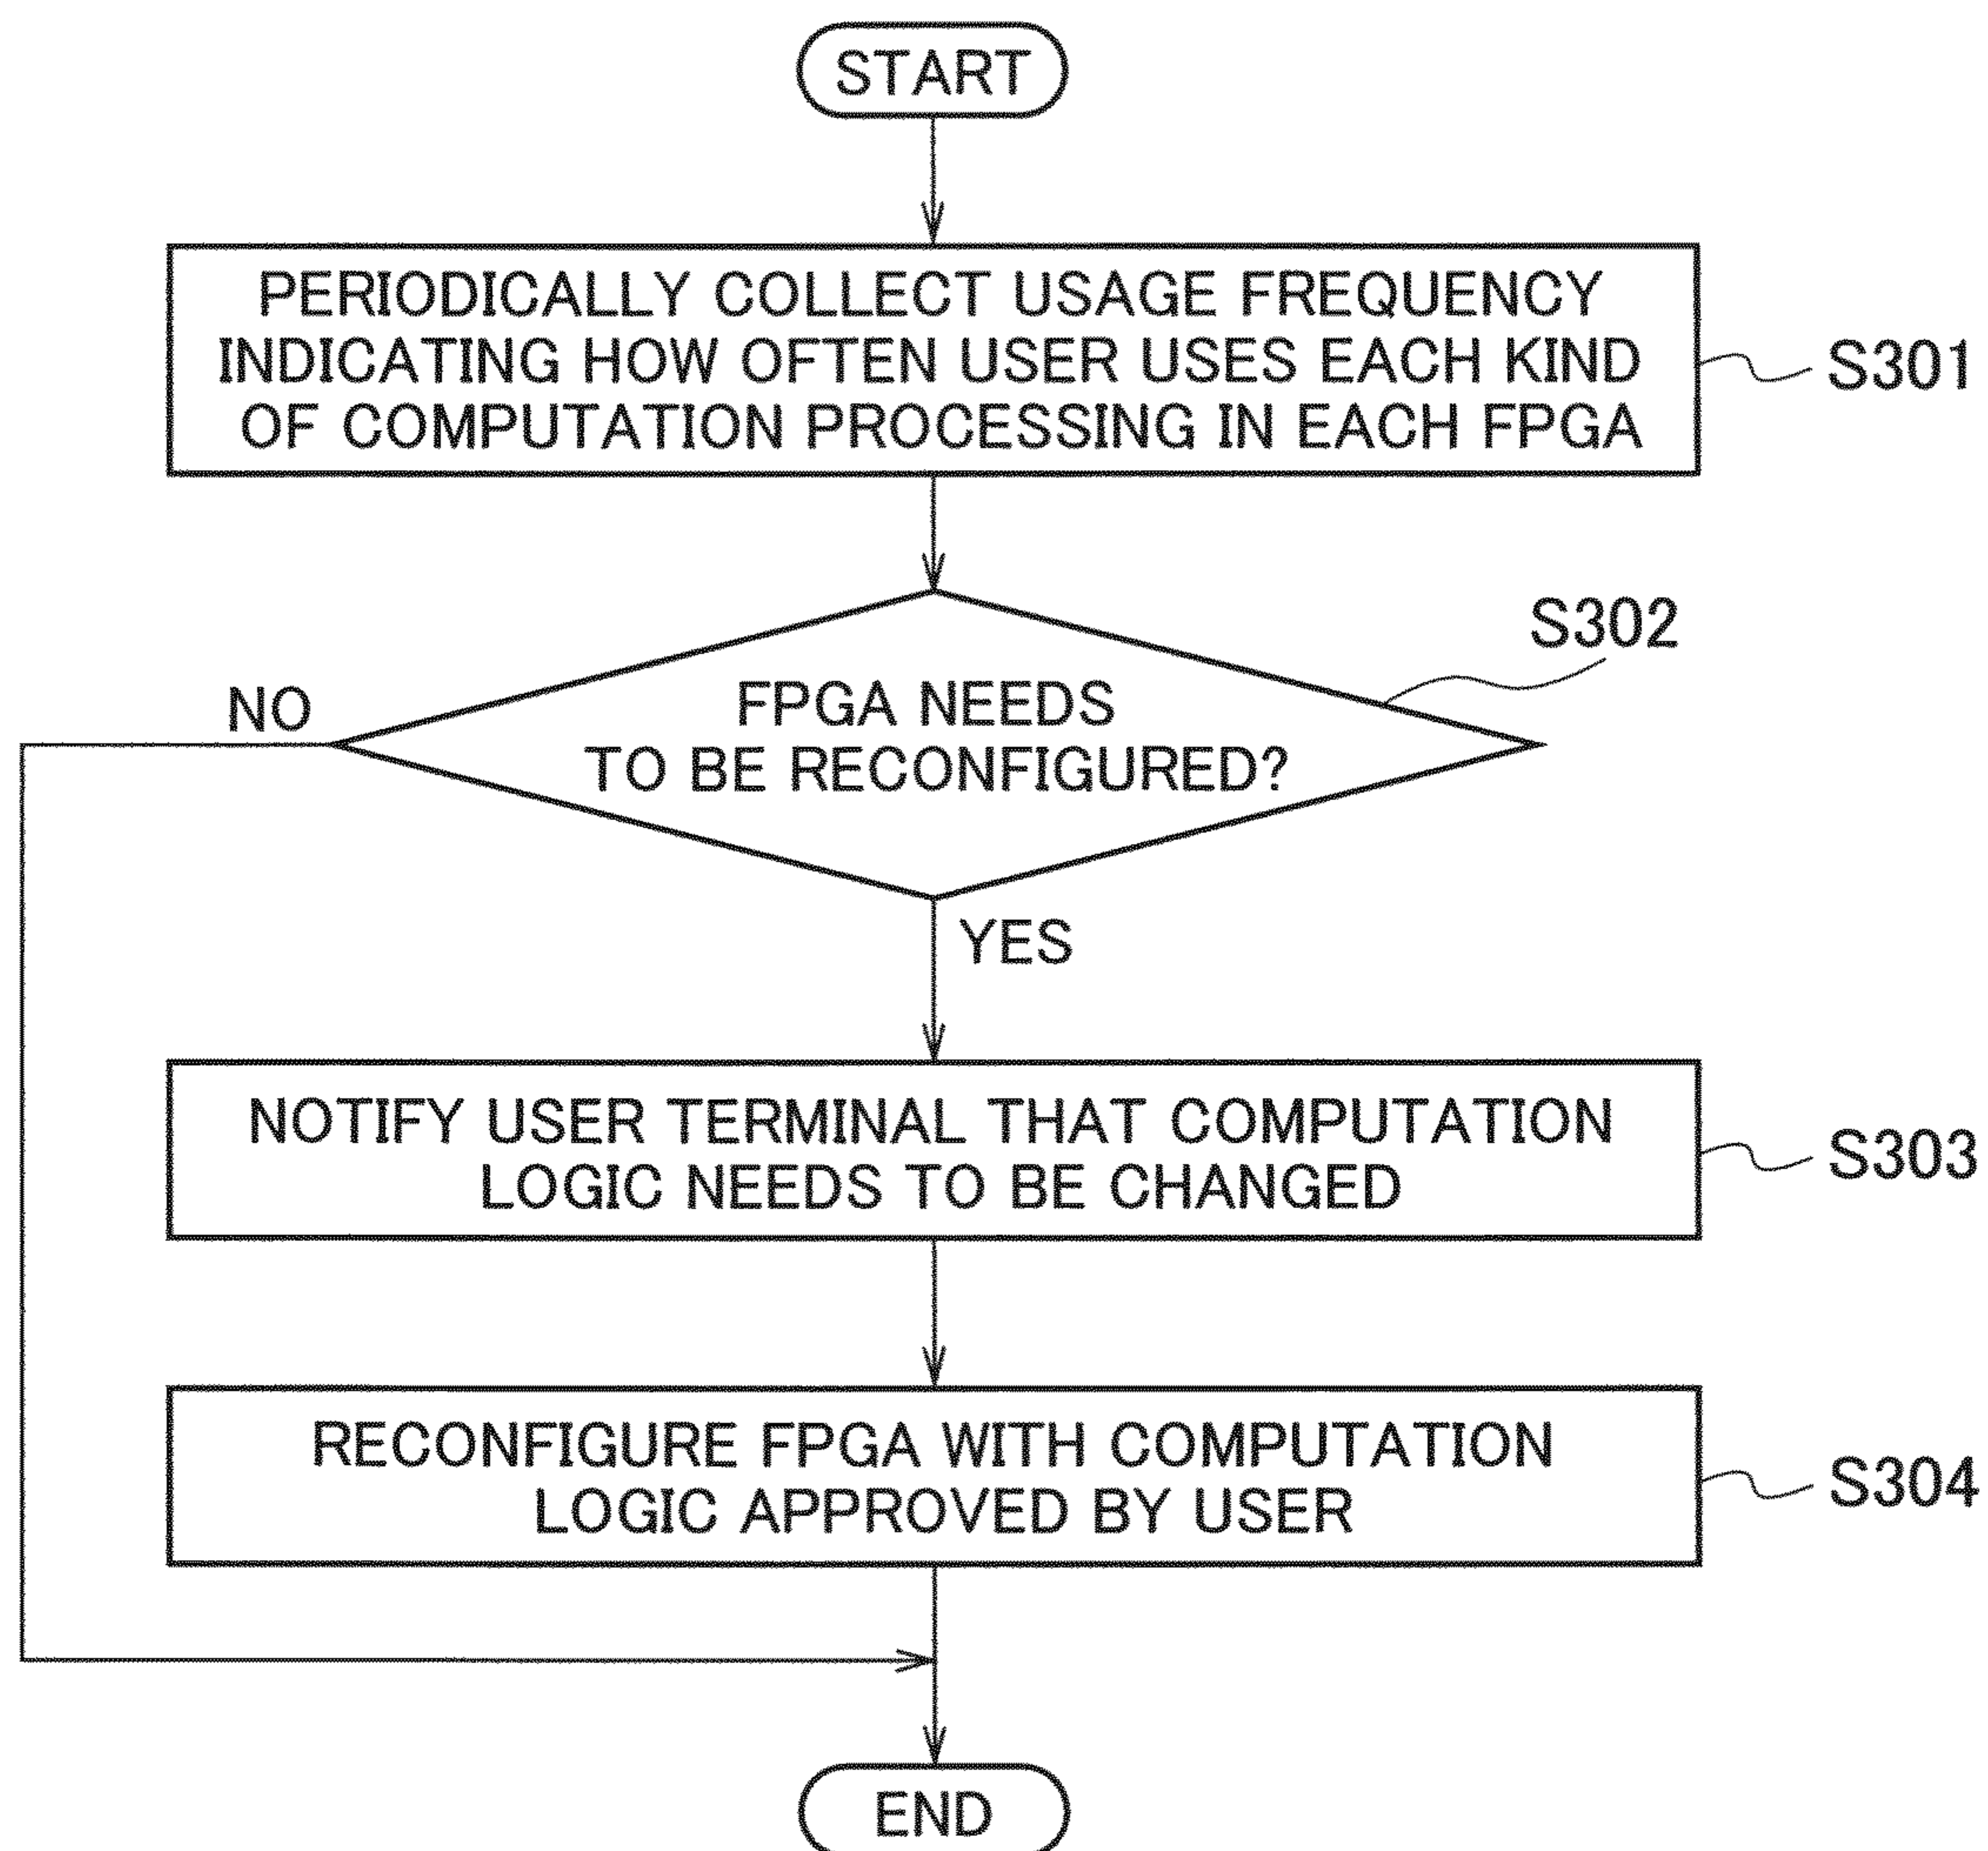 START
PERIODICALLY COLLECT USAGE FREQUENCY
INDICATING HOW OFTEN USER USES EACH KIND
OF COMPUTATION PROCESSING IN EACH FPGA
S301
S302
FPGA NEEDS
TO BE RECONFIGURED?
NO
YES
NOTIFY USER TERMINAL THAT COMPUTATION
LOGIC NEEDS TO BE CHANGED
S303
RECONFIGURE FPGA WITH COMPUTATION
LOGIC APPROVED BY USER
S304
END